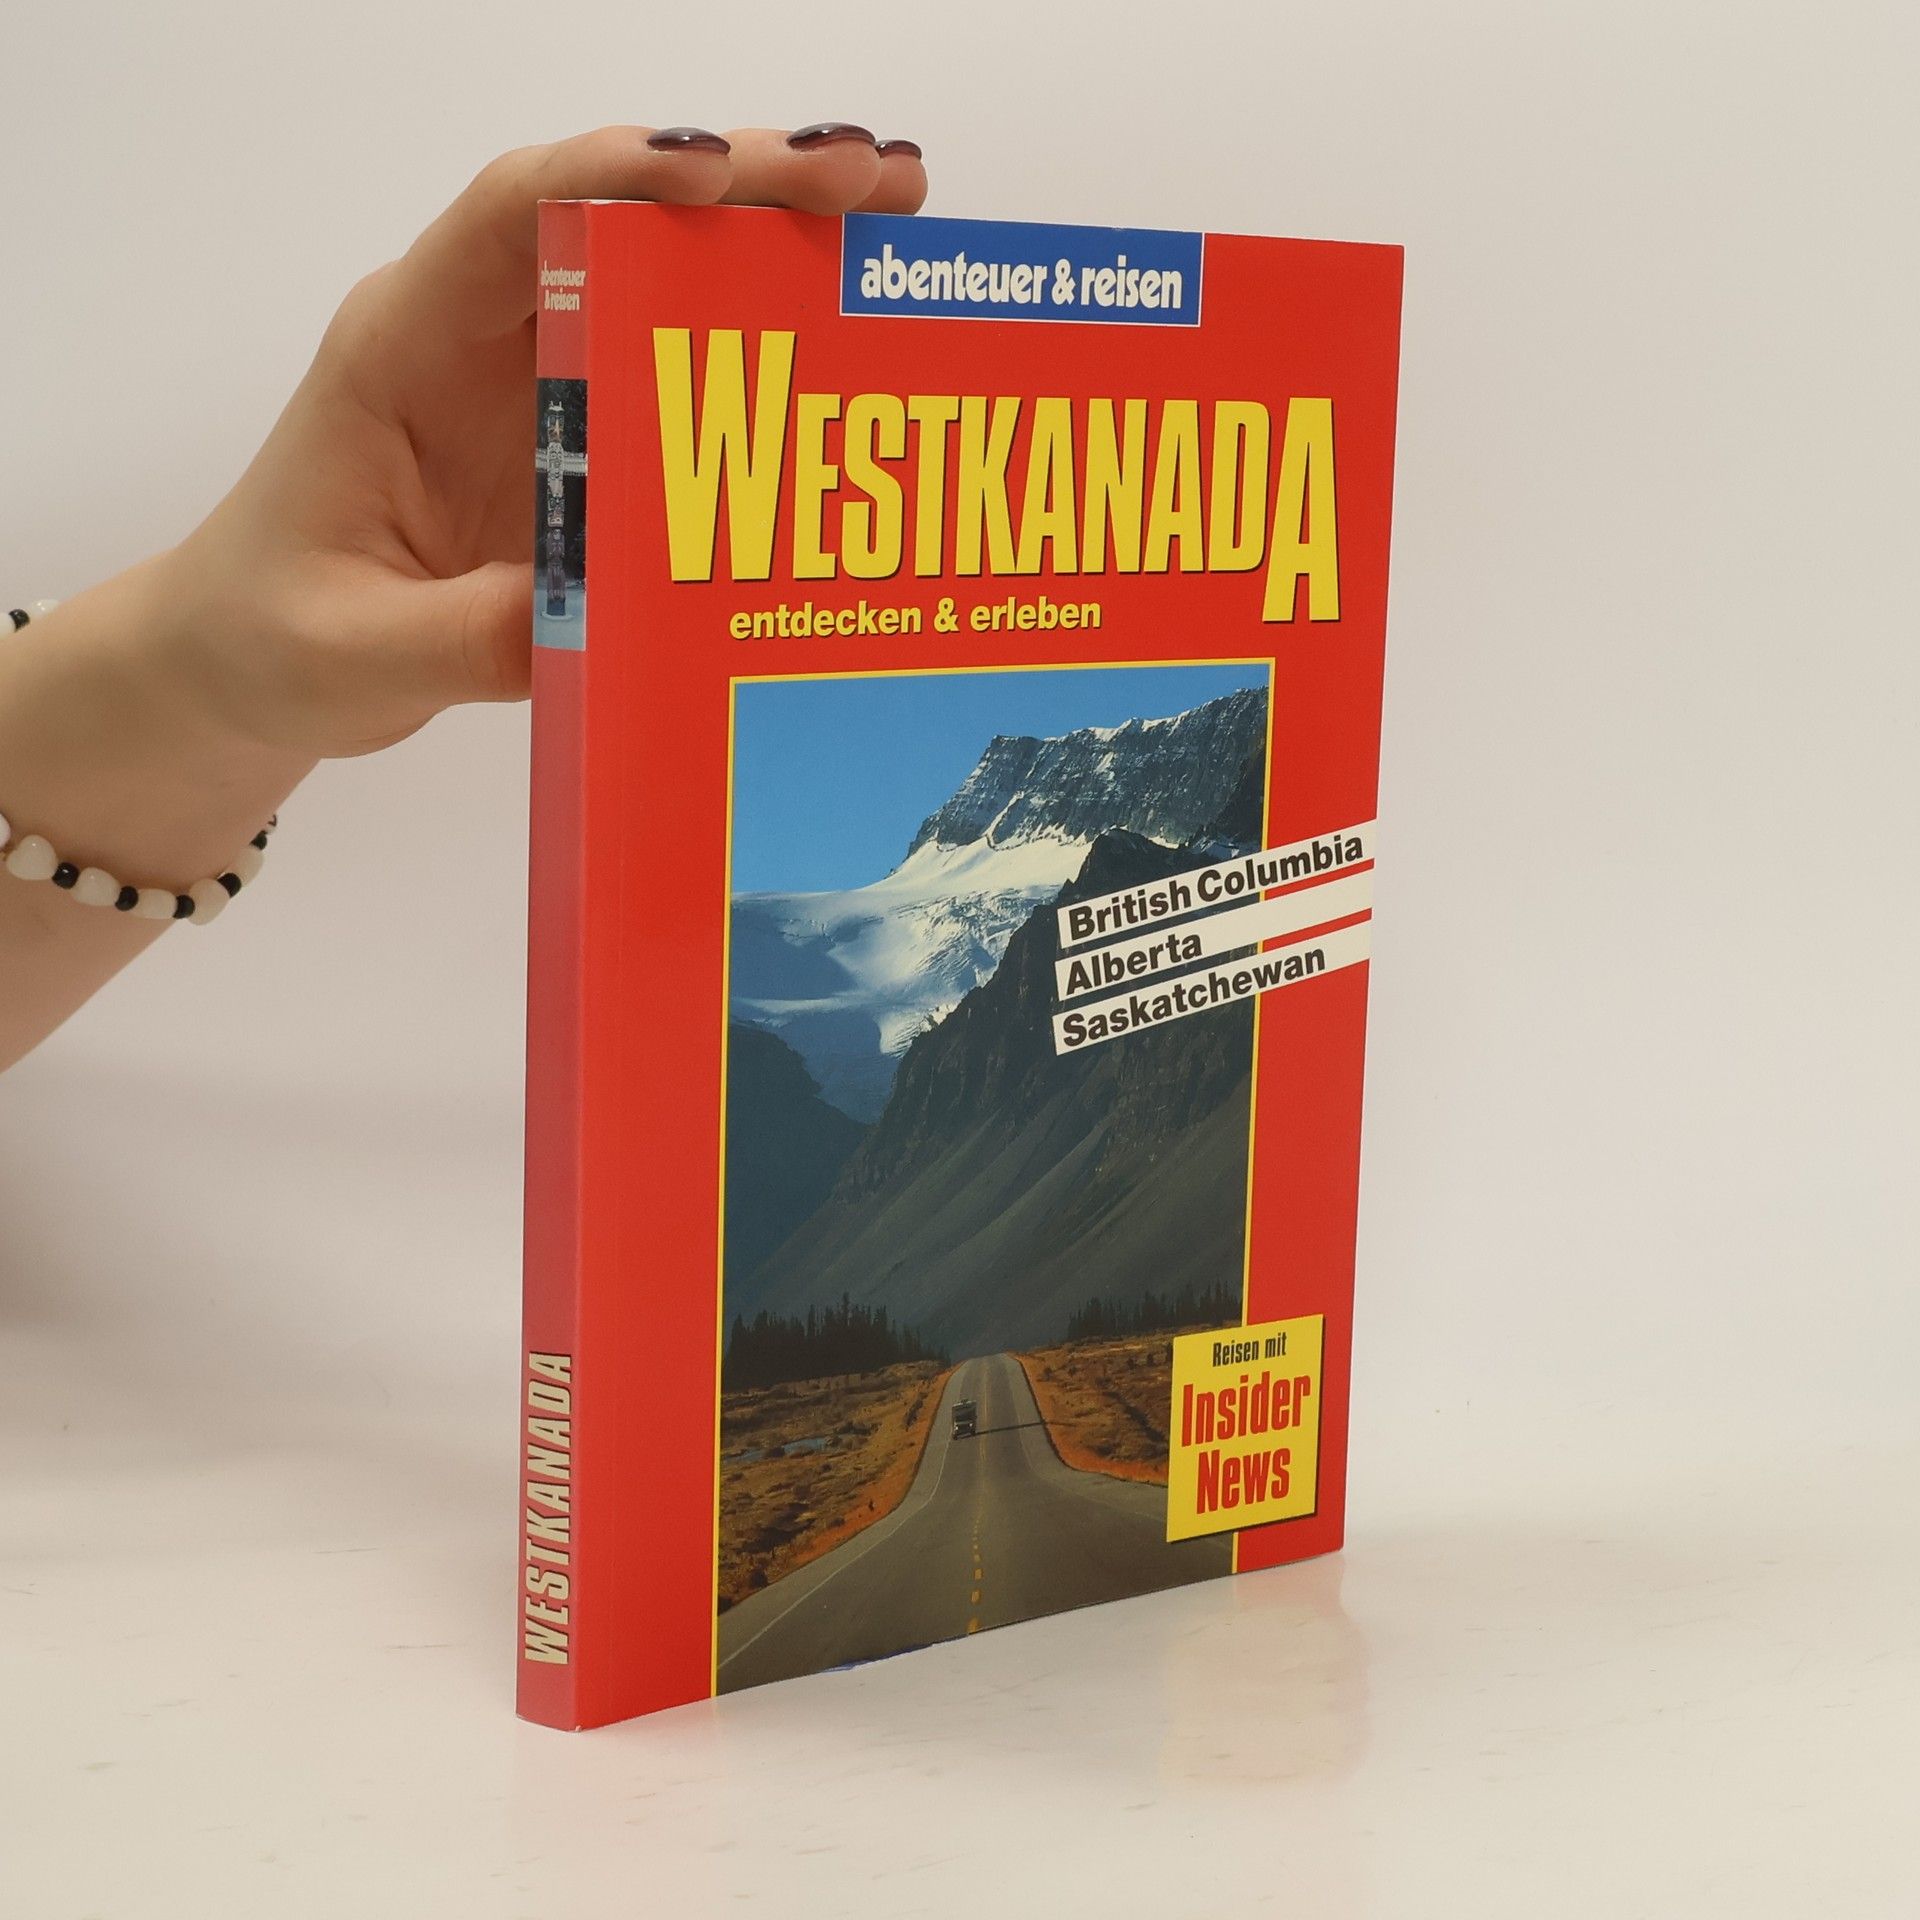 abenteuer & reisen
WESTKANADA
entdecken & erleben
British Columbia
Alberta
Saskatchewan
Reisen mit
Insider
News
abenteuer
& reisen
WESTKANADA